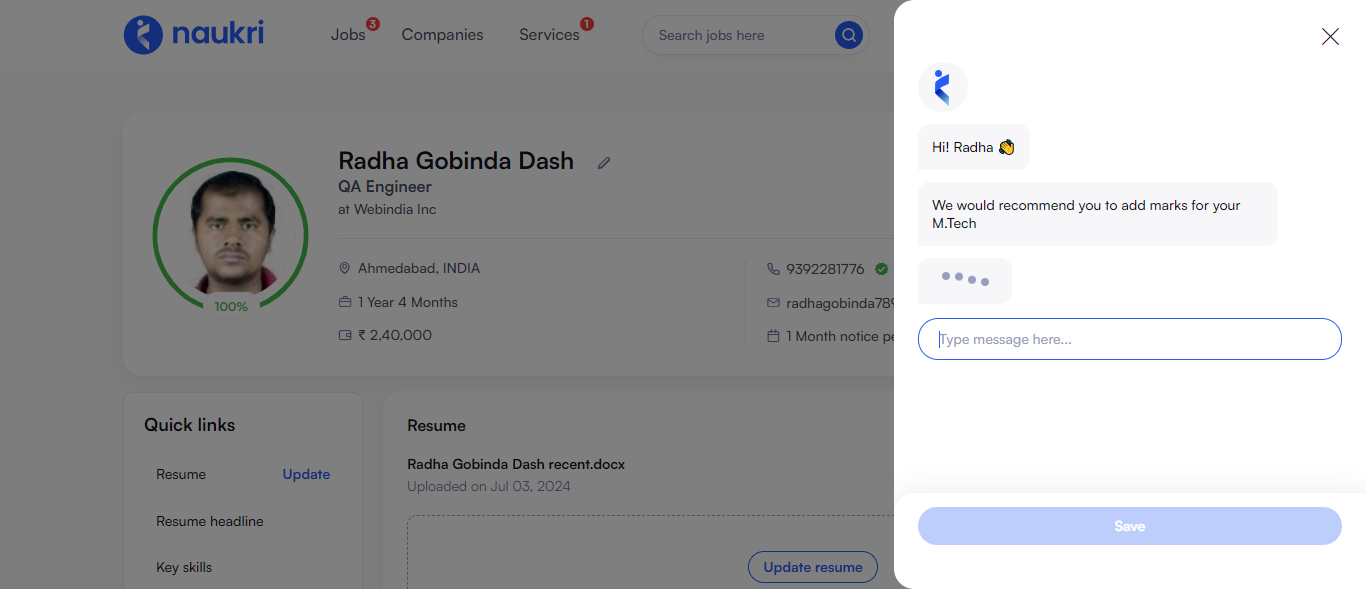 naukri
Jobs 3
Companies
Services 1
Search jobs here
Radha Gobinda Dash
QA Engineer
at Webindia Inc
100%
Ahmedabad, INDIA
1 Year 4 Months
₹ 2,40,000
9392281776
radhagobinda789
1 Month notice pe
Quick links
Resume
Update
Resume headline
Key skills
Resume
Radha Gobinda Dash recent.docx
Uploaded on Jul 03, 2024
Update resume
Hi! Radha 👏
We would recommend you to add marks for your
M.Tech
Type message here...
Save